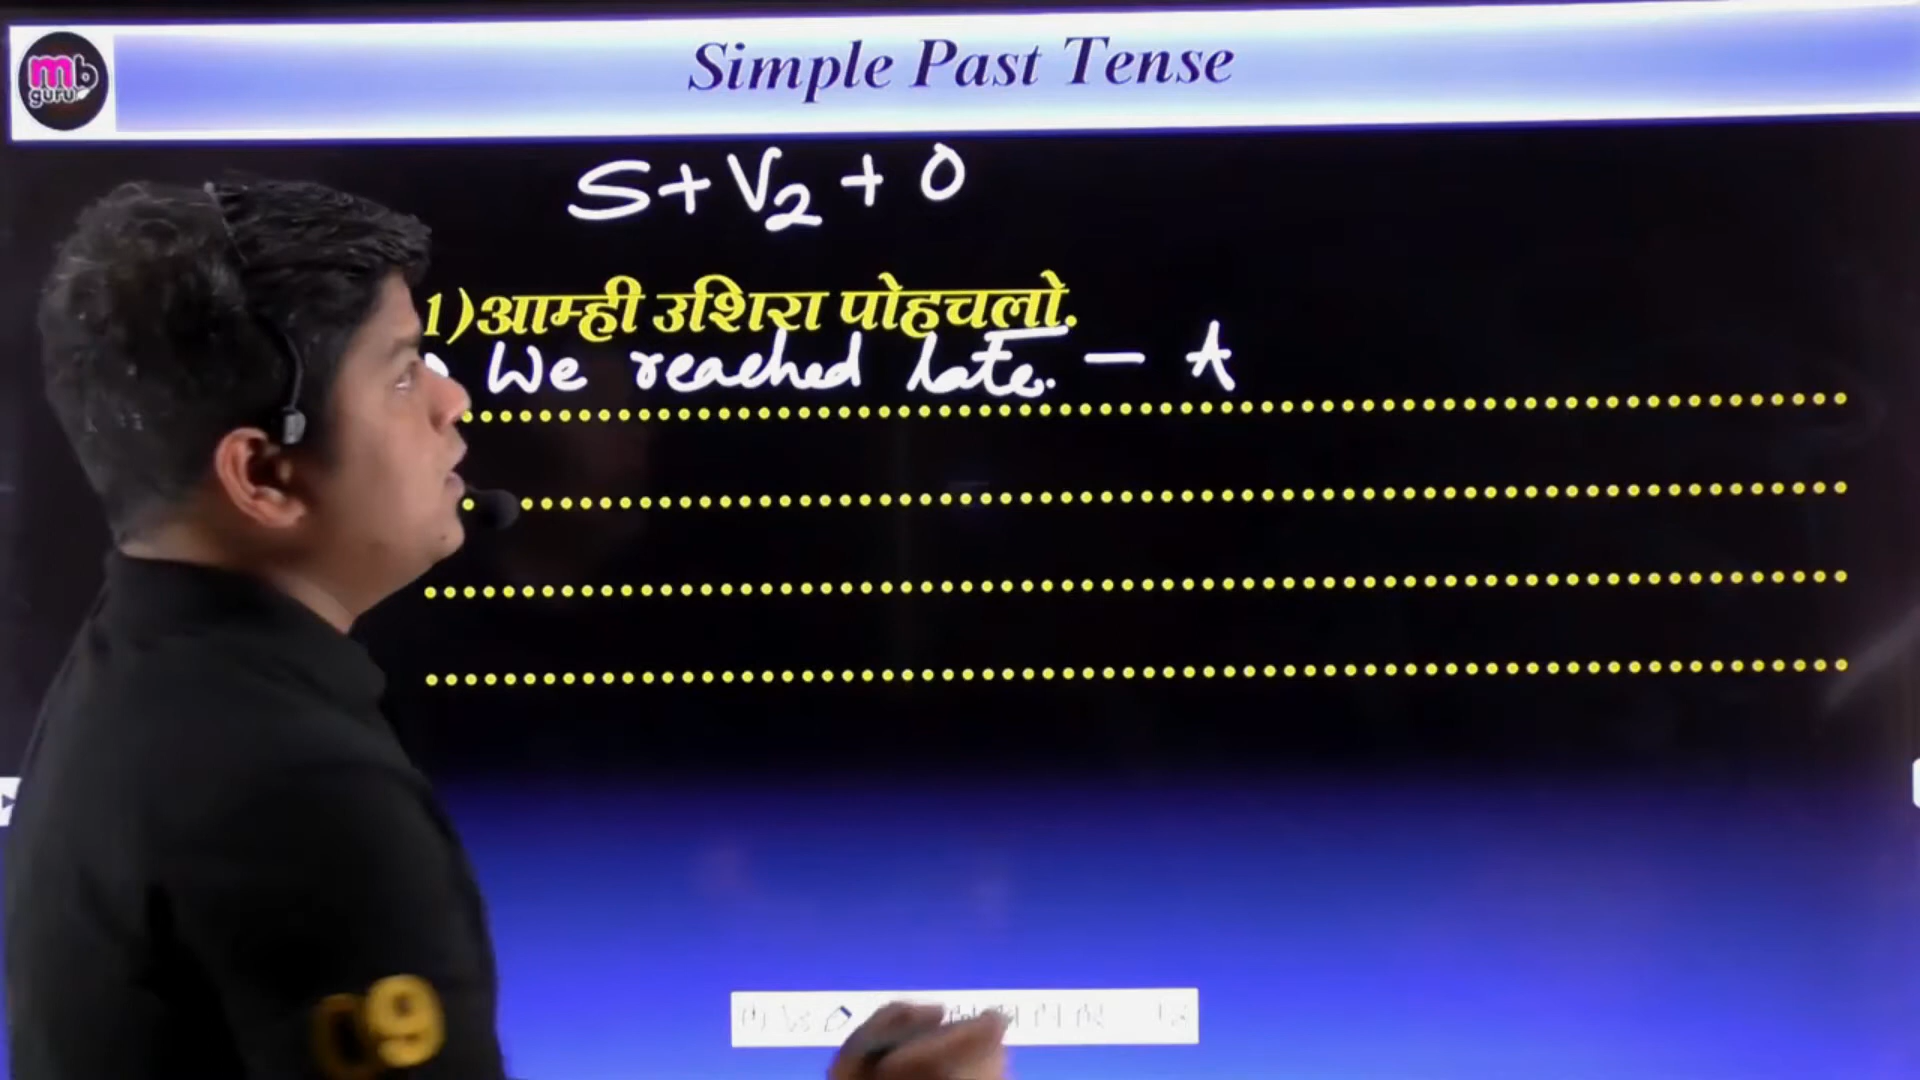 mb
guru
Simple Past Tense
S + V2 + O
1) आम्ही उशिरा पोहचलो.
We reached late. - A
09